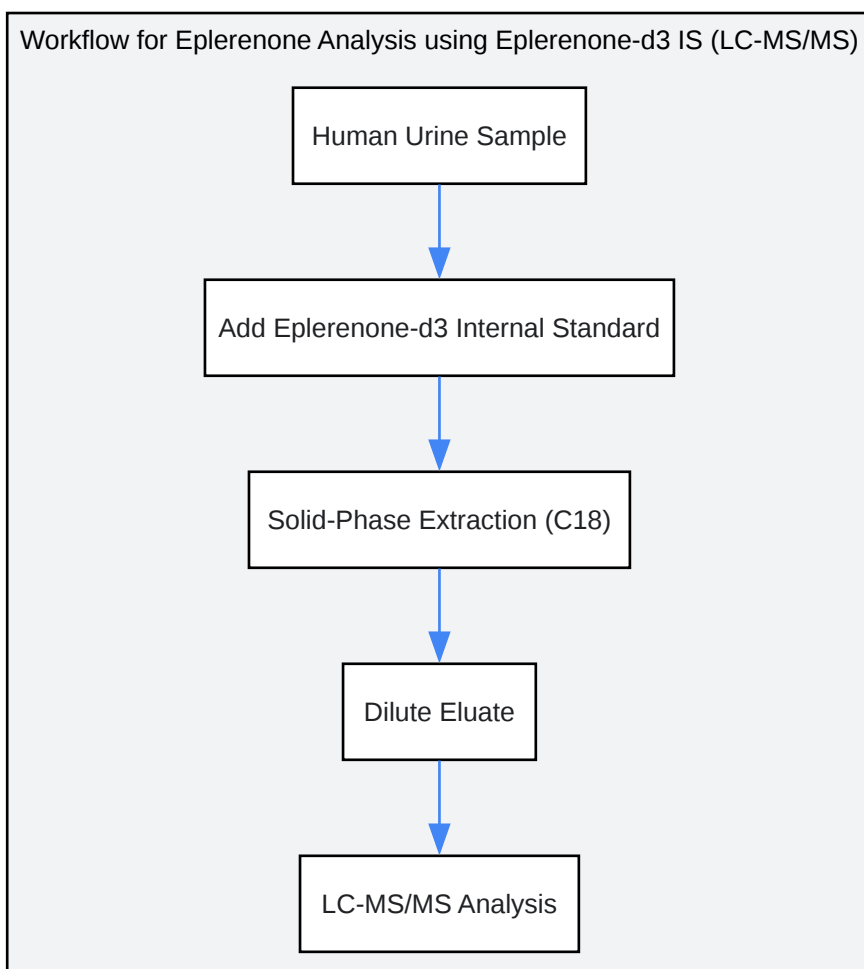 Workflow for Eplerenone Analysis using Eplerenone-d3 IS (LC-MS/MS)
Human Urine Sample
Add Eplerenone-d3 Internal Standard
Solid-Phase Extraction (C18)
Dilute Eluate
LC-MS/MS Analysis